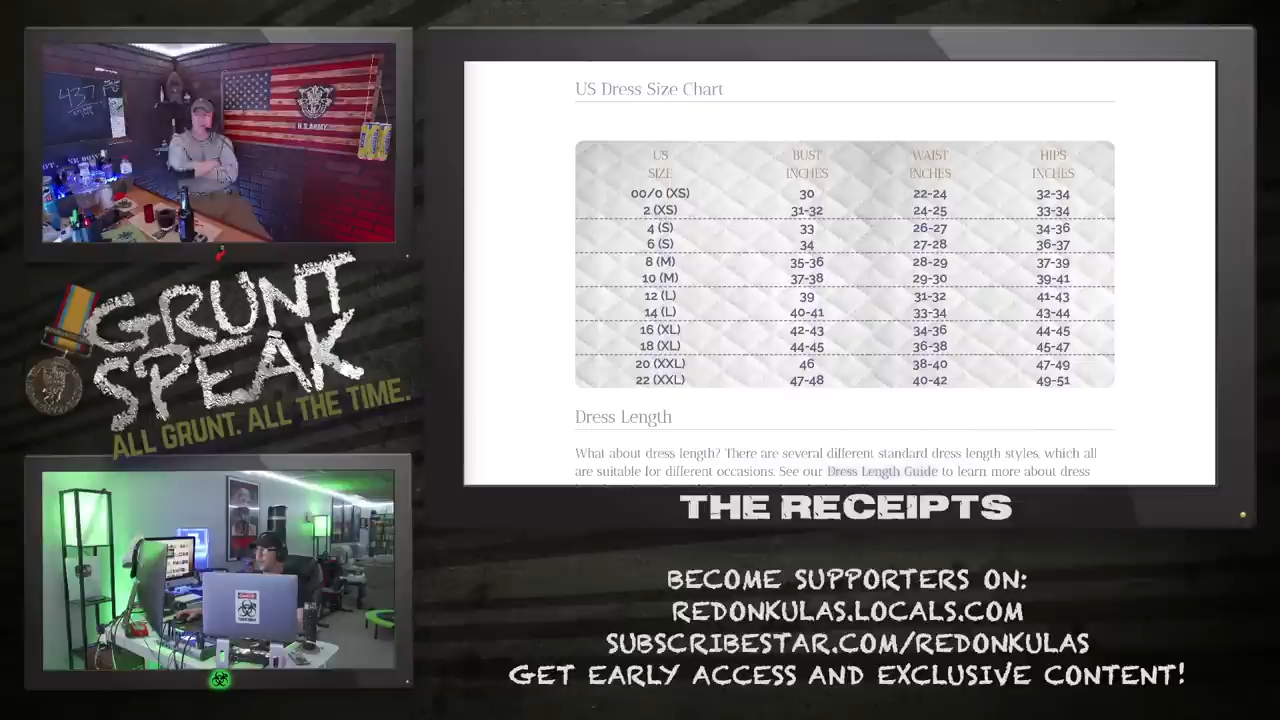 437
U.S. ARMY
GRUNT
SPEAK
ALL GRUNT. ALL THE TIME.
US Dress Size Chart
US SIZE BUST INCHES WAIST INCHES HIPS INCHES
00/0 (XS) 30 22-24 32-34
2 (XS) 31-32 24-25 33-34
4 (S) 33 26-27 34-36
6 (S) 34 27-28 36-37
8 (M) 35-36 28-29 37-39
10 (M) 37-38 29-30 39-41
12 (L) 39 31-32 41-43
14 (L) 40-41 33-34 43-44
16 (XL) 42-43 34-36 44-45
18 (XL) 44-45 36-38 45-47
20 (XXL) 46 38-40 47-49
22 (XXL) 47-48 40-42 49-51
Dress Length
What about dress length? There are several different standard dress length styles, which all
are suitable for different occasions. See our Dress Length Guide to learn more about dress
THE RECEIPTS
BECOME SUPPORTERS ON:
REDONKULAS.LOCALS.COM
SUBSCRIBESTAR.COM/REDONKULAS
GET EARLY ACCESS AND EXCLUSIVE CONTENT!